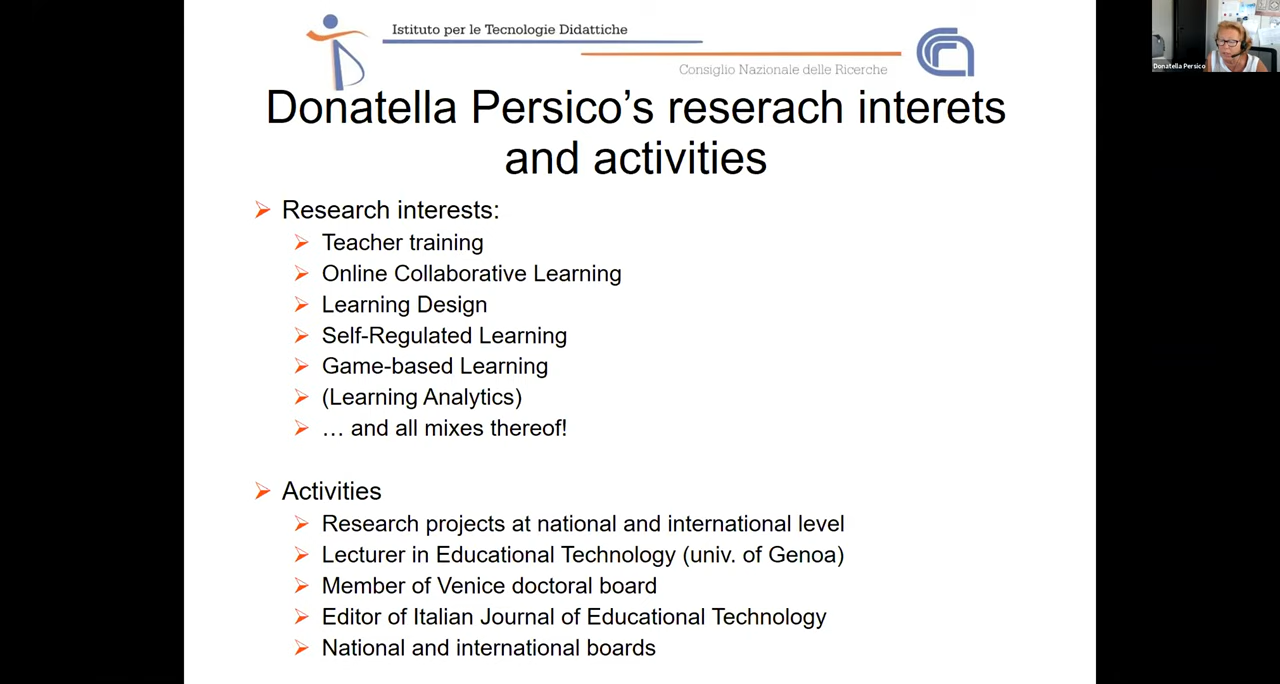 Istituto per le Tecnologie Didattiche
Consiglio Nazionale delle Ricerche
Donatella Persico
Donatella Persico’s reserach interets
and activities
Research interests:
Teacher training
Online Collaborative Learning
Learning Design
Self-Regulated Learning
Game-based Learning
(Learning Analytics)
… and all mixes thereof!
Activities
Research projects at national and international level
Lecturer in Educational Technology (univ. of Genoa)
Member of Venice doctoral board
Editor of Italian Journal of Educational Technology
National and international boards